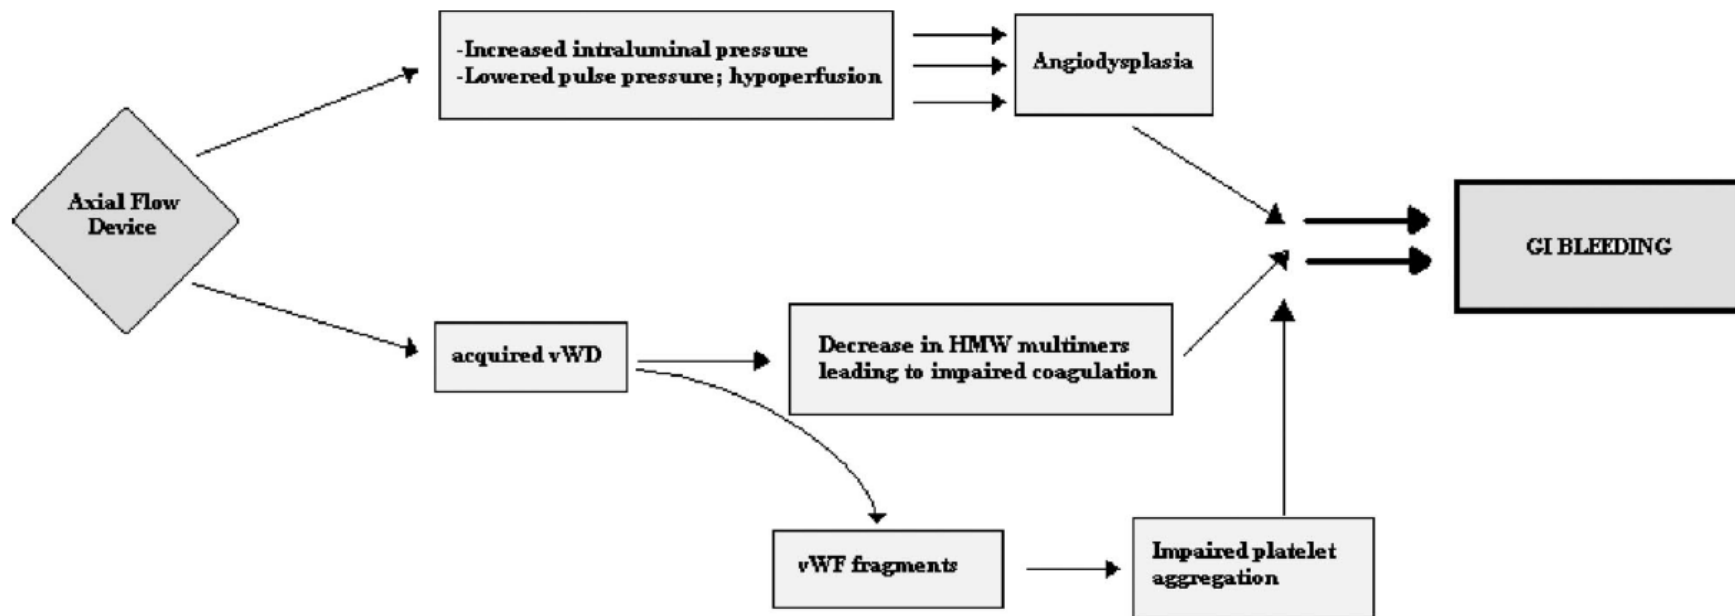 -Increased intraluminal pressure
-Lowered pulse pressure; hypoperfusion
Angiodysplasia
Axial Flow
Device
GI BLEEDING
acquired vWD
Decrease in HMW multimers
leading to impaired coagulation
vWF fragments
Impaired platelet
aggregation